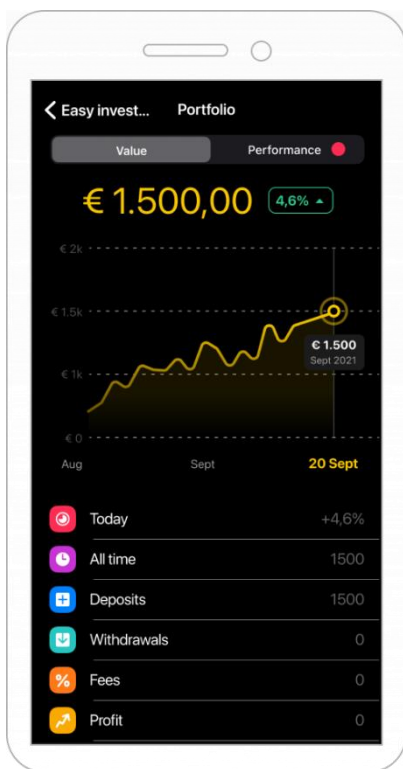 Easy invest... Portfolio
Value Performance
€ 1.500,00 4,6%
€ 2k
€ 1.5k
€ 1.500
Sept 2021
€ 1k
€ 0
Aug Sept 20 Sept
Today +4,6%
All time 1500
Deposits 1500
Withdrawals 0
% Fees 0
Profit 0